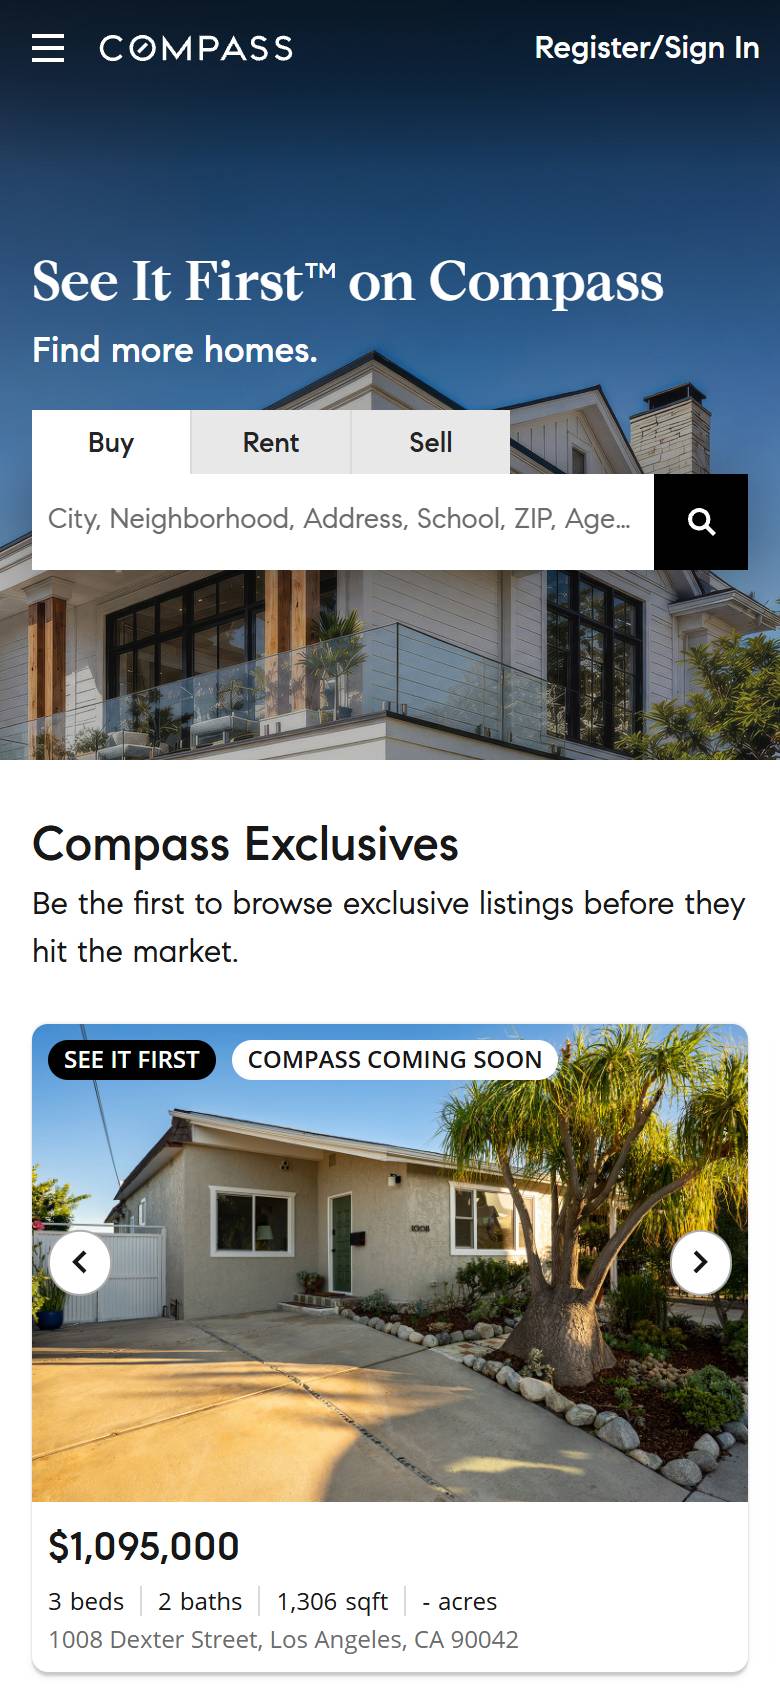 COMPASS
Register/Sign In
See It First™ on Compass
Find more homes.
Buy
Rent
Sell
City, Neighborhood, Address, School, ZIP, Age...
Compass Exclusives
Be the first to browse exclusive listings before they
hit the market.
SEE IT FIRST
COMPASS COMING SOON
1008
$1,095,000
3 beds
2 baths
1,306 sqft
- acres
1008 Dexter Street, Los Angeles, CA 90042